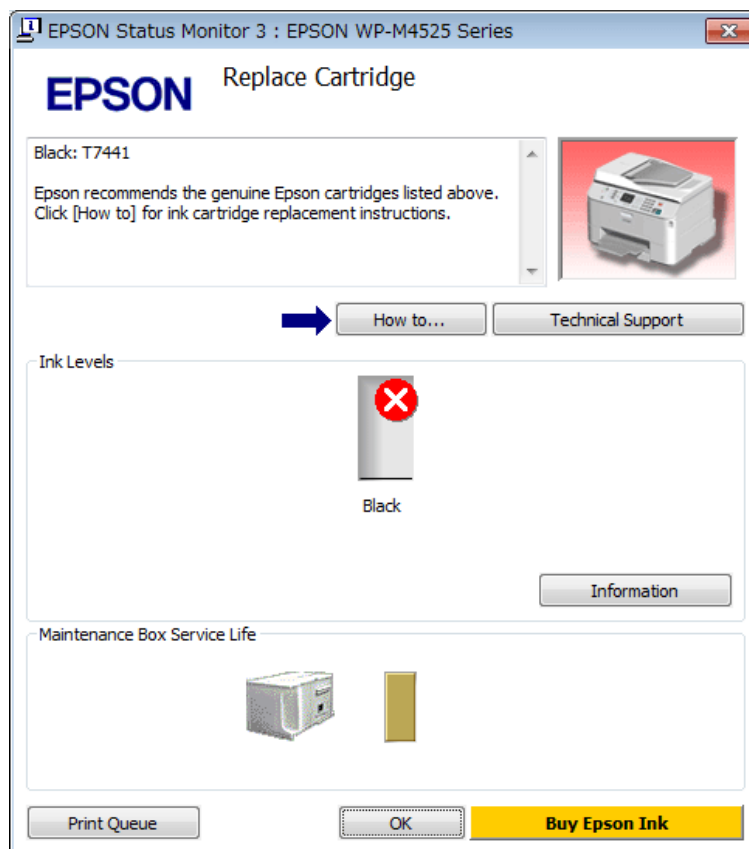 EPSON Status Monitor 3 : EPSON WP-M4525 Series
EPSON
Replace Cartridge
Black: T7441
Epson recommends the genuine Epson cartridges listed above.
Click [How to] for ink cartridge replacement instructions.
How to...
Technical Support
Ink Levels
Black
Information
Maintenance Box Service Life
Print Queue
OK
Buy Epson Ink